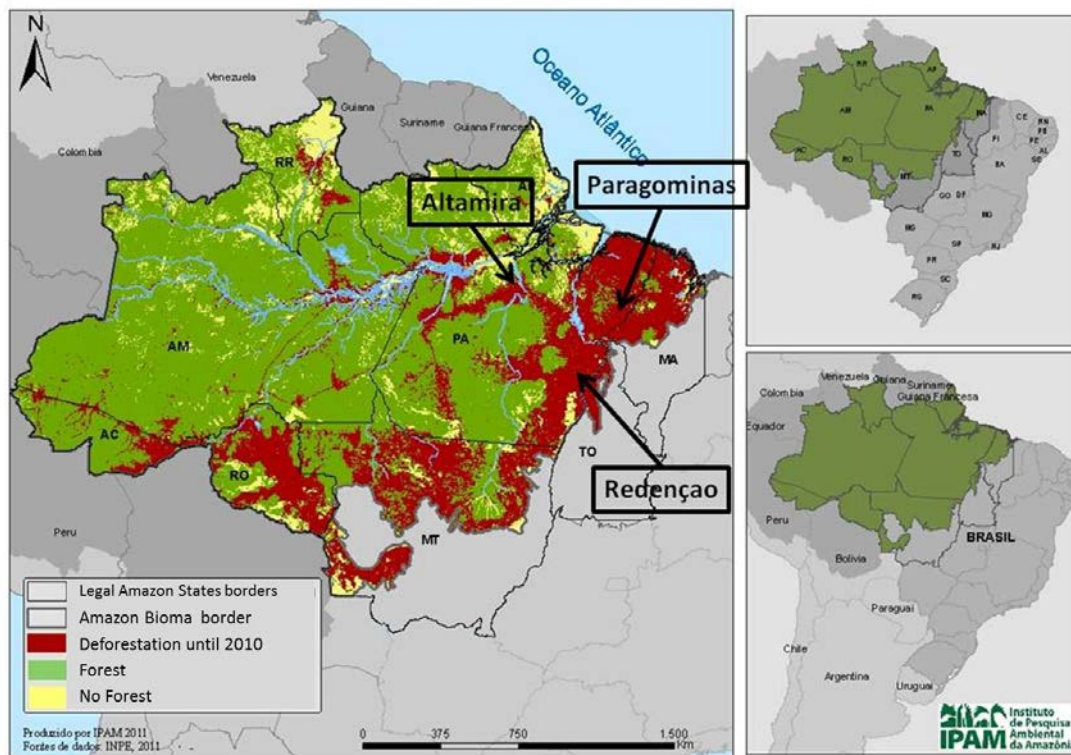 N
Venezuela
Guiana
Suriname
Guiana Francesa
Colombia
Oceano Atlântico
RR
Altamira
Paragominas
AM
PA
MA
AC
RO
TO
Redençao
MT
Peru
Legal Amazon States borders
Amazon Bioma border
Deforestation until 2010
Forest
No Forest
Produzido por IPAM 2011
Fontes de dados: INPE, 2011
0 375 750 1,500
Km
RR
AP
AM
PA
MA
CE
RN
PB
PE
AL
SE
PI
AC
RO
TO
BA
MT
GO DF
MG
MS
SP
RJ
PR
SC
RS
Venezuela
Guiana
Suriname
Guiana Francesa
Colombia
Equador
Peru
BRASIL
Bolivia
Paraguai
Chile
Argentina
Uruguai
IPAM
Instituto
de Pesquisa
Ambiental
da Amazônia